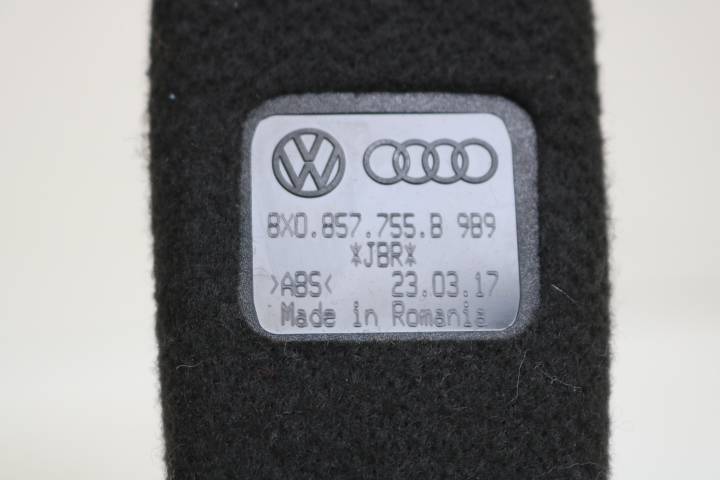 8X0.857.755.B 9B9
*JBR*
>ABS< 23.03.17
Made in Romania